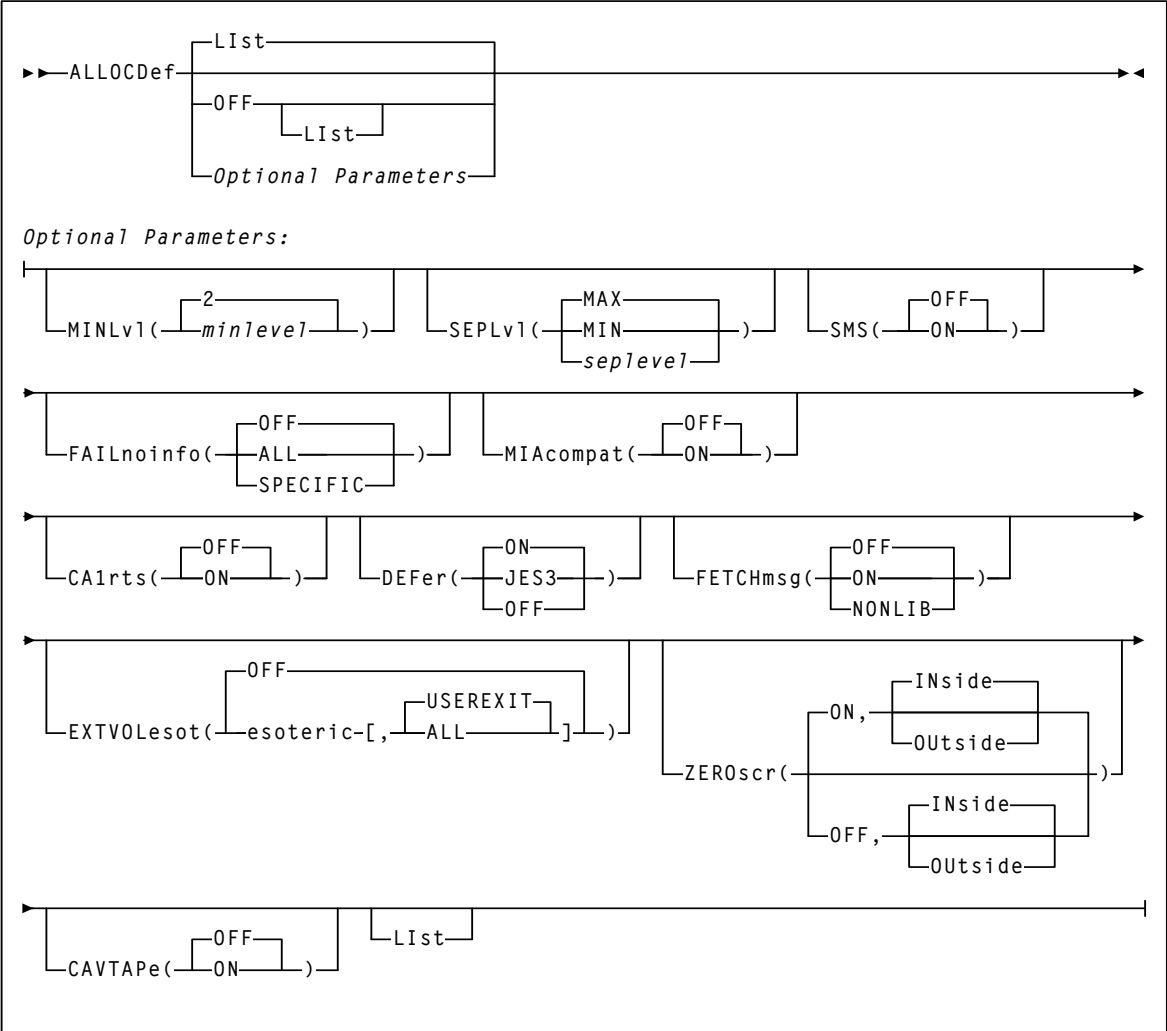 LIst
ALLOCDef
OFF
LIst
Optional Parameters
Optional Parameters:
2 MAX OFF
MINLvl( minlevel ) SEPLvl( MIN ) SMS( ON )
seplevel
OFF OFF
FAILnoinfo( ALL ) MIAcompat( ON )
SPECIFIC
OFF ON OFF
CA1rts( ON ) DEFer( JES3 ) FETCHmsg( ON )
OFF NONLIB
OFF INside
USEREXIT ON,
EXTVOLesot( esoteric [, ALL ] ) OUtside
ZEROscr( )
INside
OFF,
OUtside
OFF LIst
CAVTAPe( ON )